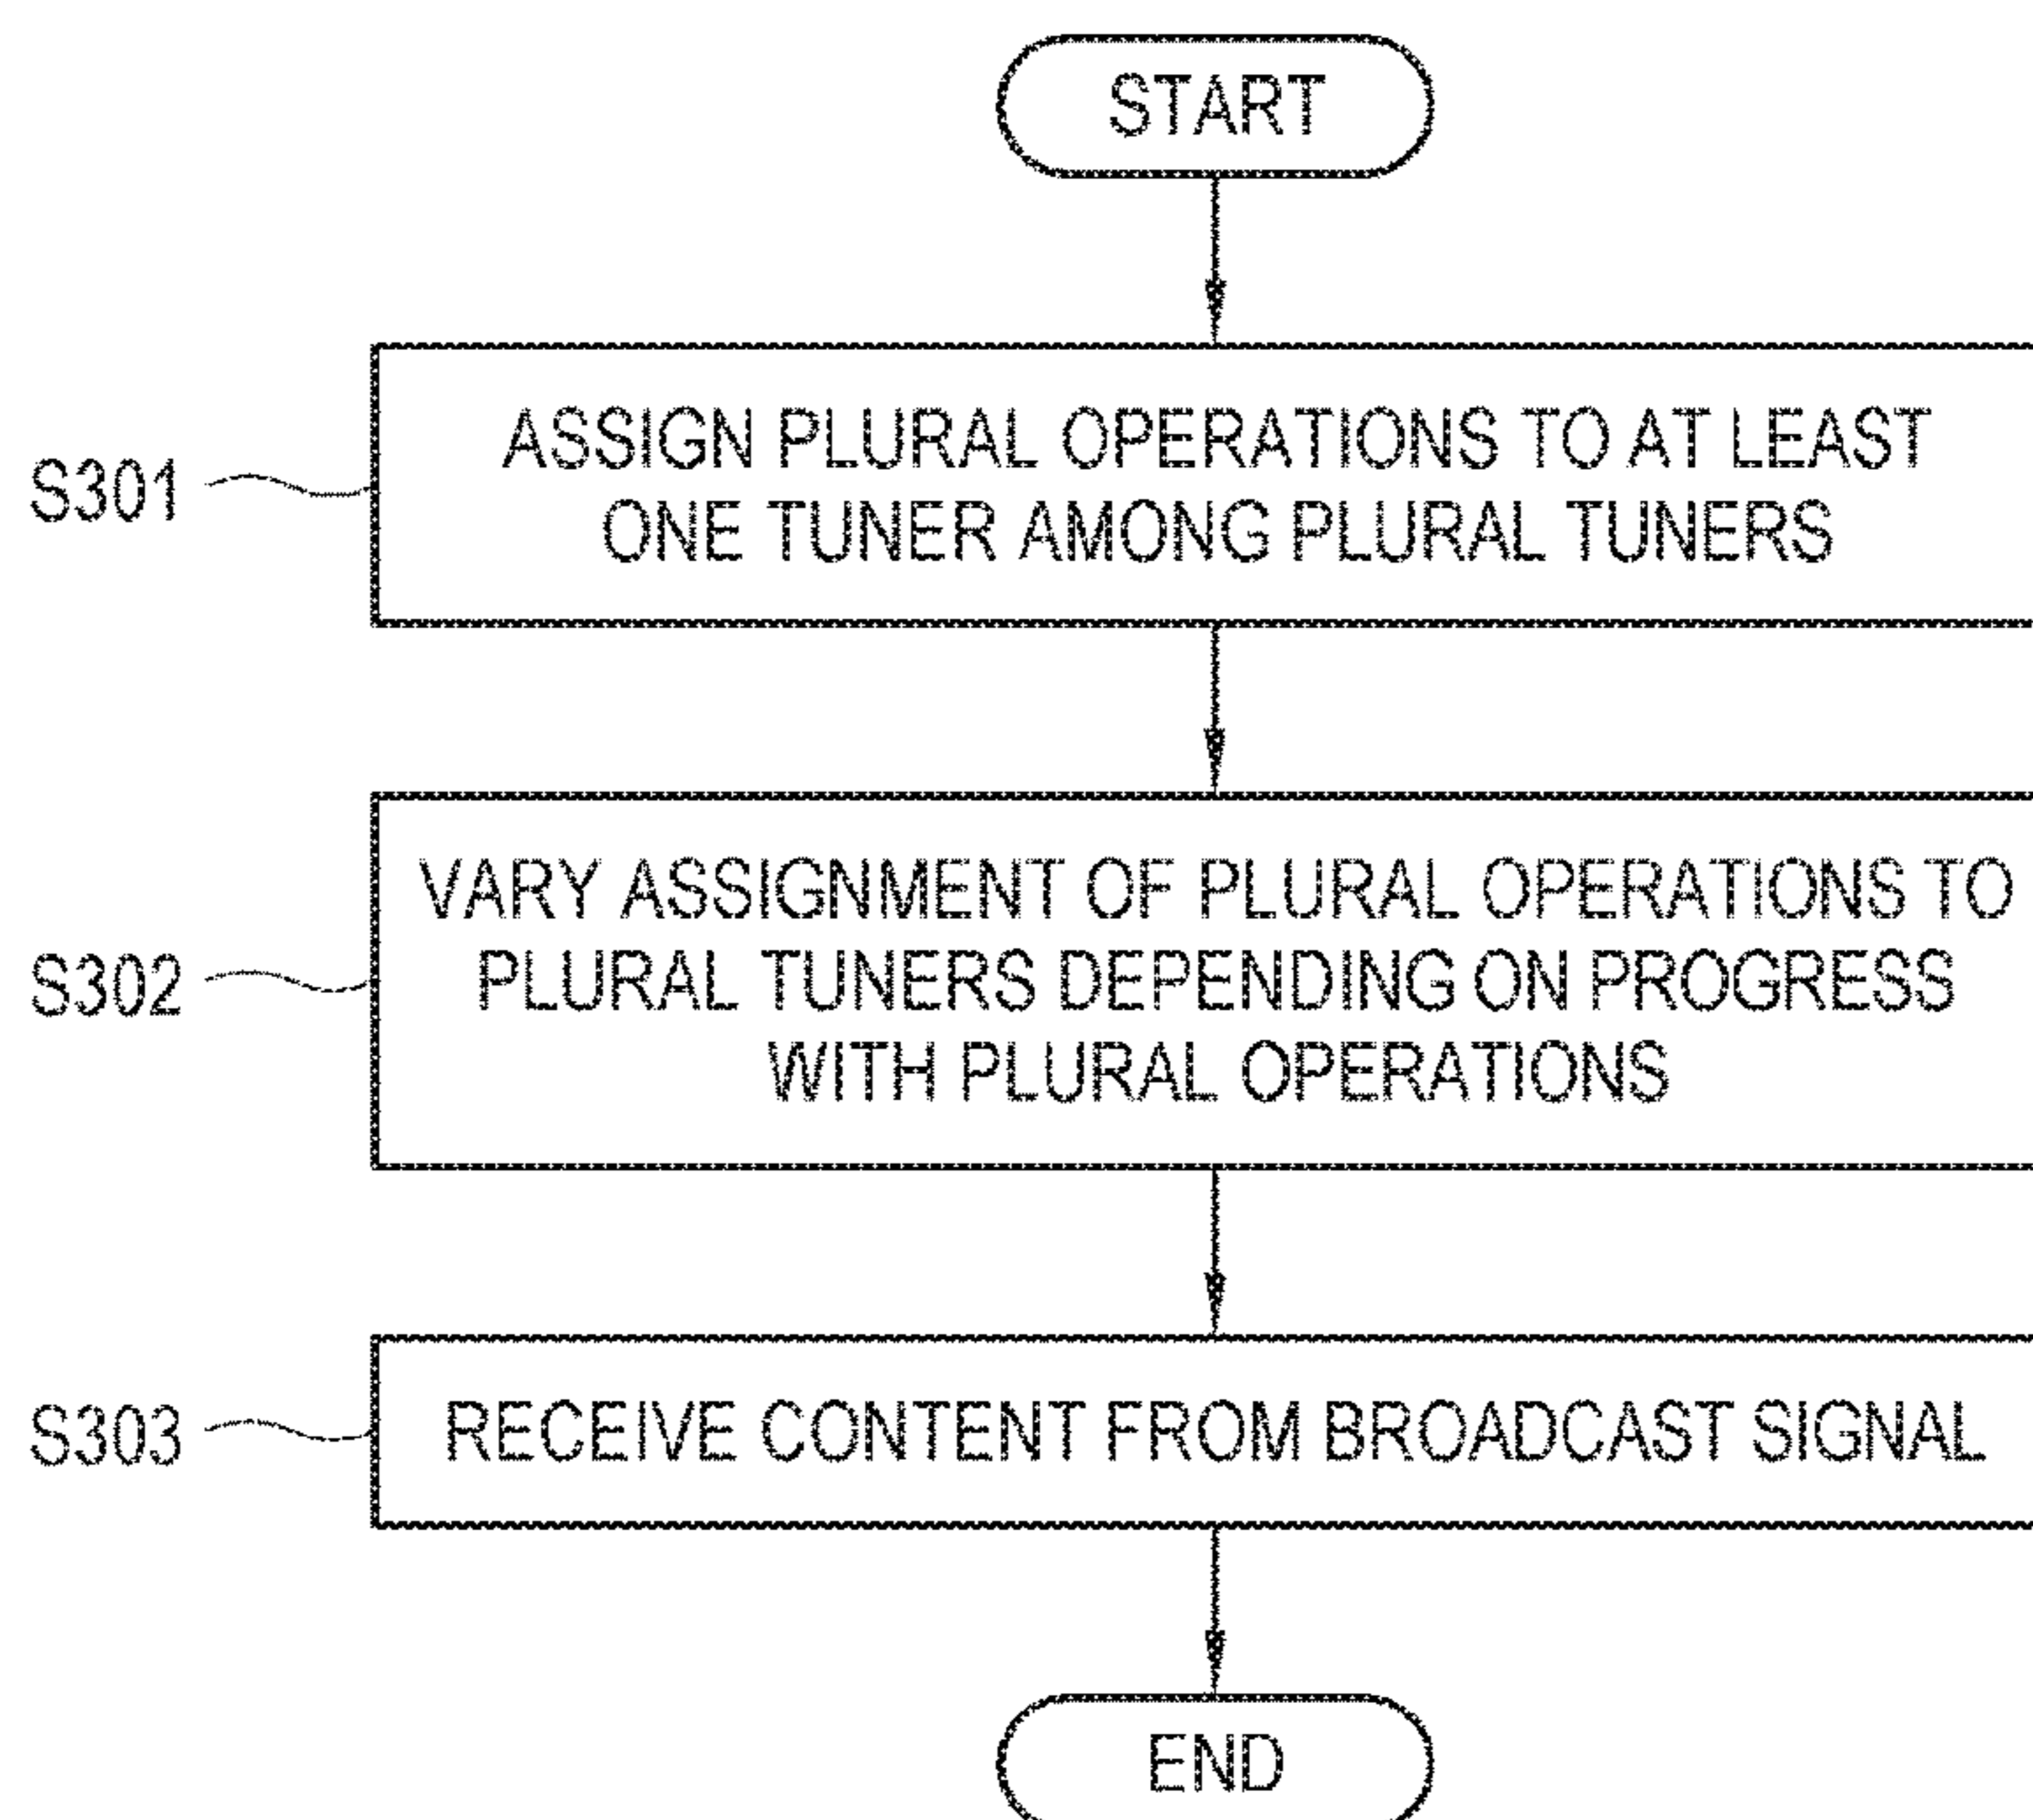 START
S301
ASSIGN PLURAL OPERATIONS TO AT LEAST
ONE TUNER AMONG PLURAL TUNERS
S302
VARY ASSIGNMENT OF PLURAL OPERATIONS TO
PLURAL TUNERS DEPENDING ON PROGRESS
WITH PLURAL OPERATIONS
S303
RECEIVE CONTENT FROM BROADCAST SIGNAL
END